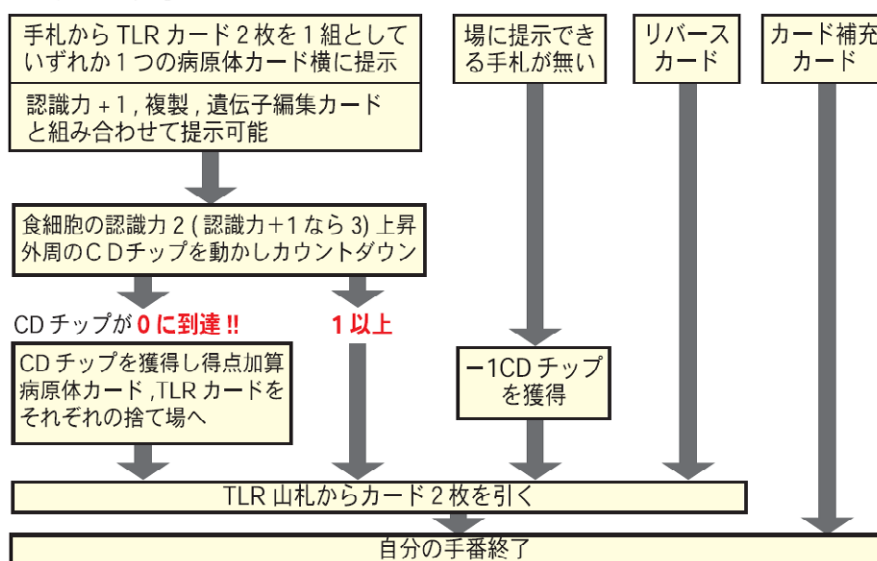 手札から TLR カード 2 枚を 1 組として
いずれか 1 つの病原体カード横に提示
認識力 + 1 , 複製 , 遺伝子編集カード
と組み合わせて提示可能
場に提示でき
る手札が無い
リバース
カード
カード補充
カード
食細胞の認識力 2 ( 認識力＋1 なら 3) 上昇
外周のＣＤチップを動かしカウントダウン
CD チップが 0 に到達 !!
1 以上
CD チップを獲得し得点加算
病原体カード ,TLR カードを
それぞれの捨て場へ
－1CD チップ
を獲得
TLR 山札からカード 2 枚を引く
自分の手番終了